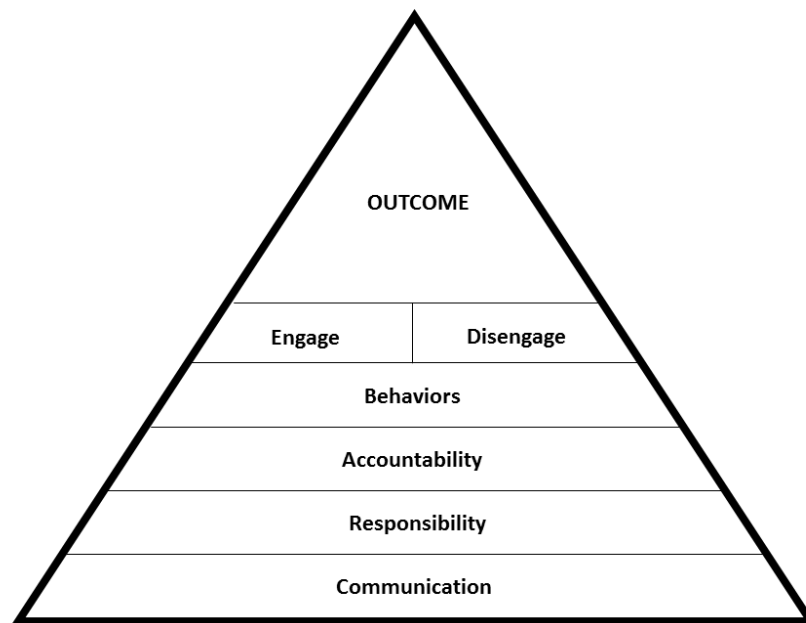 OUTCOME
Engage
Disengage
Behaviors
Accountability
Responsibility
Communication